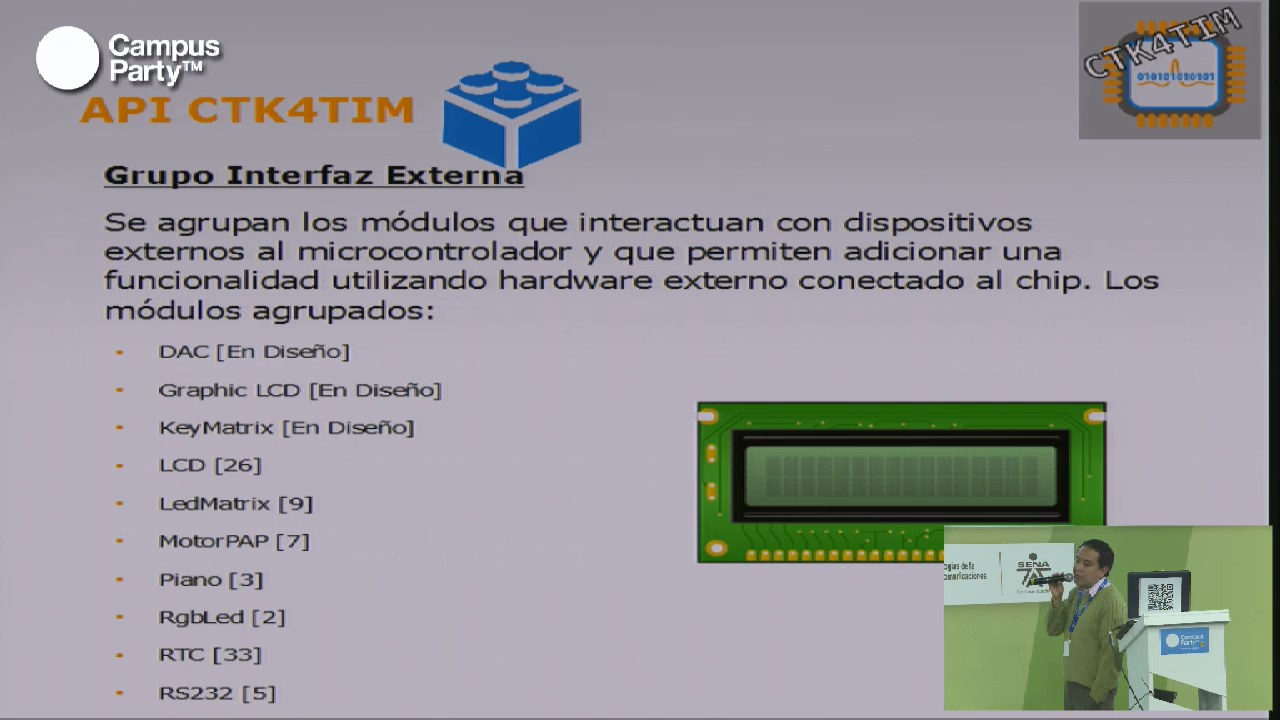 Campus
Party™
CTK4TIM
010101010101
API CTK4TIM
Grupo Interfaz Externa
Se agrupan los módulos que interactuan con dispositivos
externos al microcontrolador y que permiten adicionar una
funcionalidad utilizando hardware externo conectado al chip. Los
módulos agrupados:
- DAC [En Diseño]
- Graphic LCD [En Diseño]
- KeyMatrix [En Diseño]
- LCD [26]
- LedMatrix [9]
- MotorPAP [7]
- Piano [3]
- RgbLed [2]
- RTC [33]
- RS232 [5]
SENA
Campus
Party